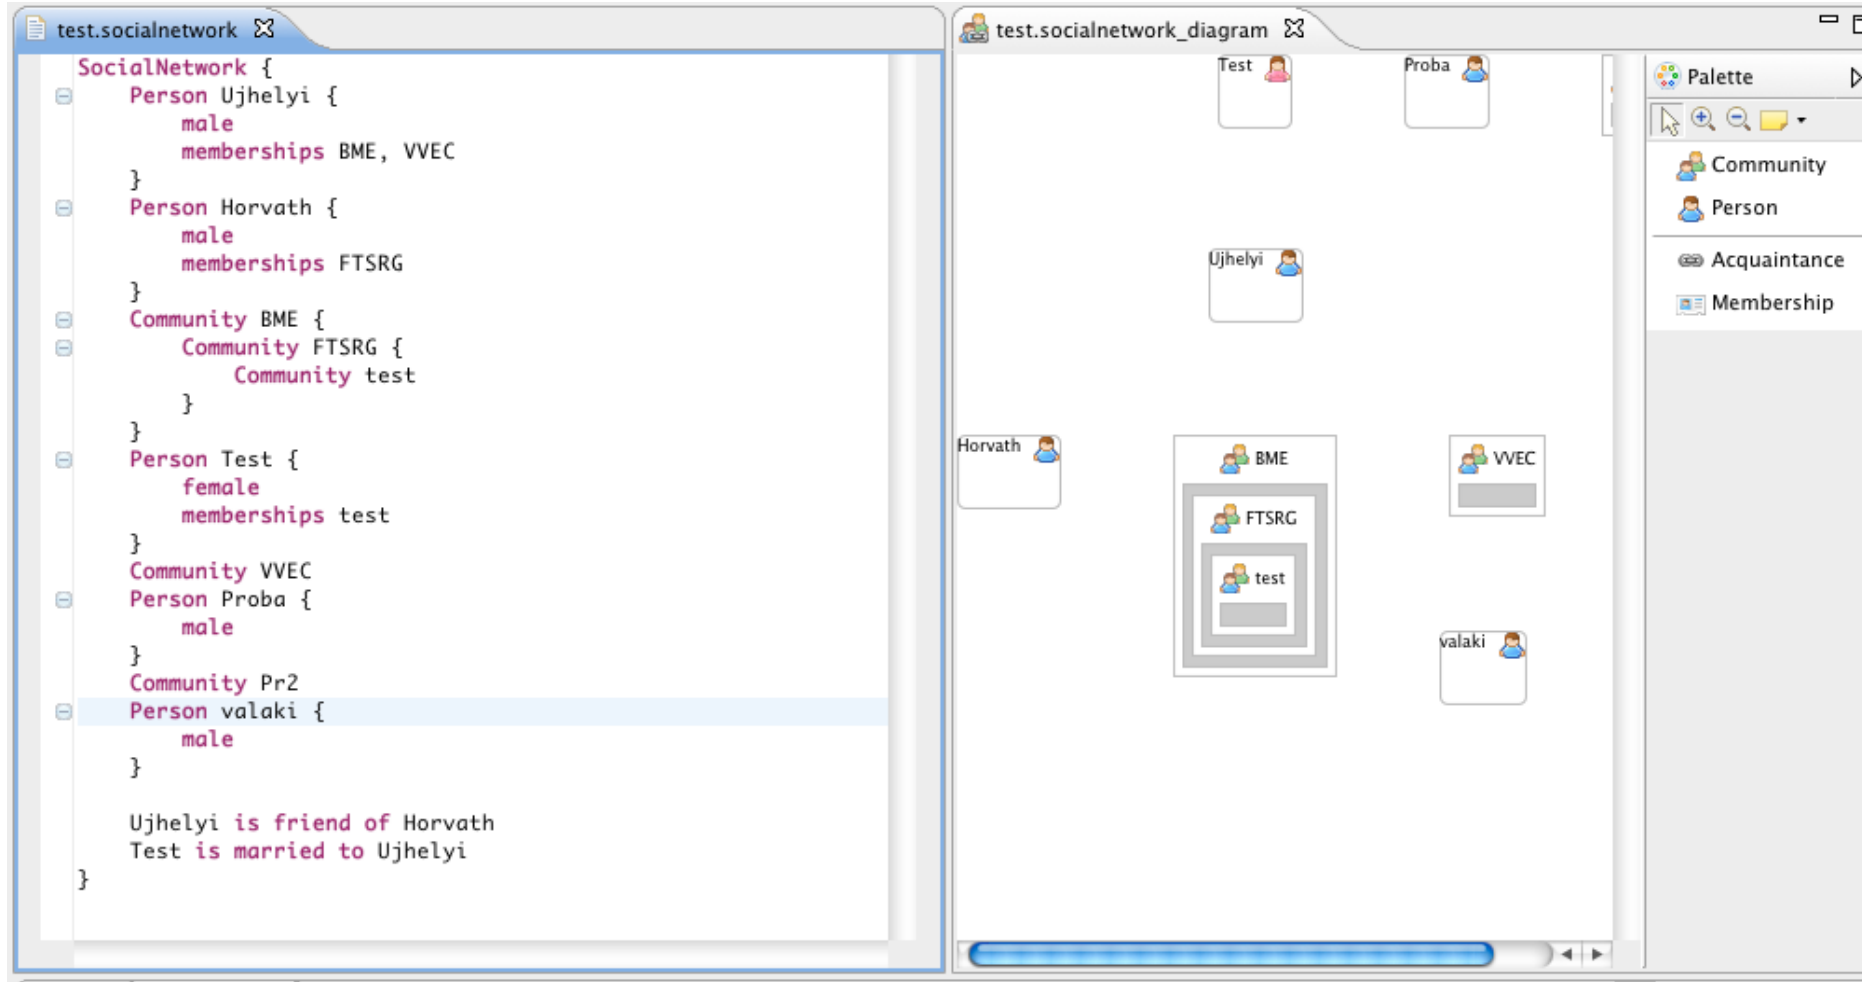 test.socialnetwork
SocialNetwork {
Person Ujhelyi {
male
memberships BME, VVEC
}
Person Horvath {
male
memberships FTSRG
}
Community BME {
Community FTSRG {
Community test
}
}
Person Test {
female
memberships test
}
Community VVEC
Person Proba {
male
}
Community Pr2
Person valaki {
male
}
Ujhelyi is friend of Horvath
Test is married to Ujhelyi
}
test.socialnetwork_diagram
Test
Proba
Ujhelyi
Horvath
BME
VVEC
FTSRG
test
valaki
Palette
Community
Person
Acquaintance
Membership